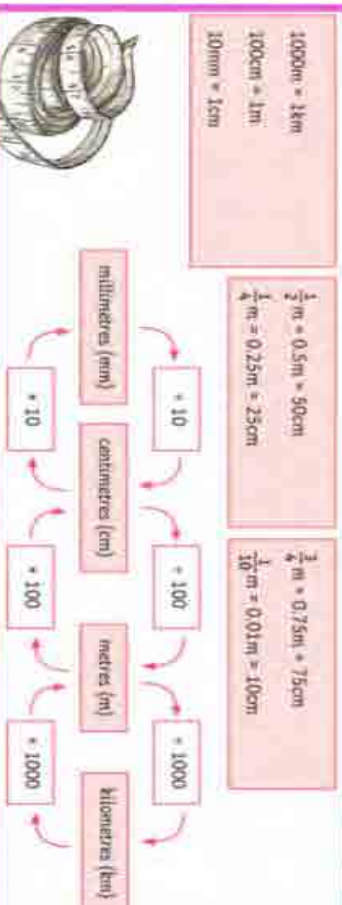 1000m = 1km
100cm = 1m
10mm = 1cm
1/2 m = 0.5m = 50cm
1/4 m = 0.25m = 25cm
3/4 m = 0.75m = 75cm
1/10 m = 0.01m = 10cm
÷ 10
÷ 100
÷ 1000
millimetres (mm)
centimetres (cm)
metres (m)
kilometres (km)
× 10
× 100
× 1000